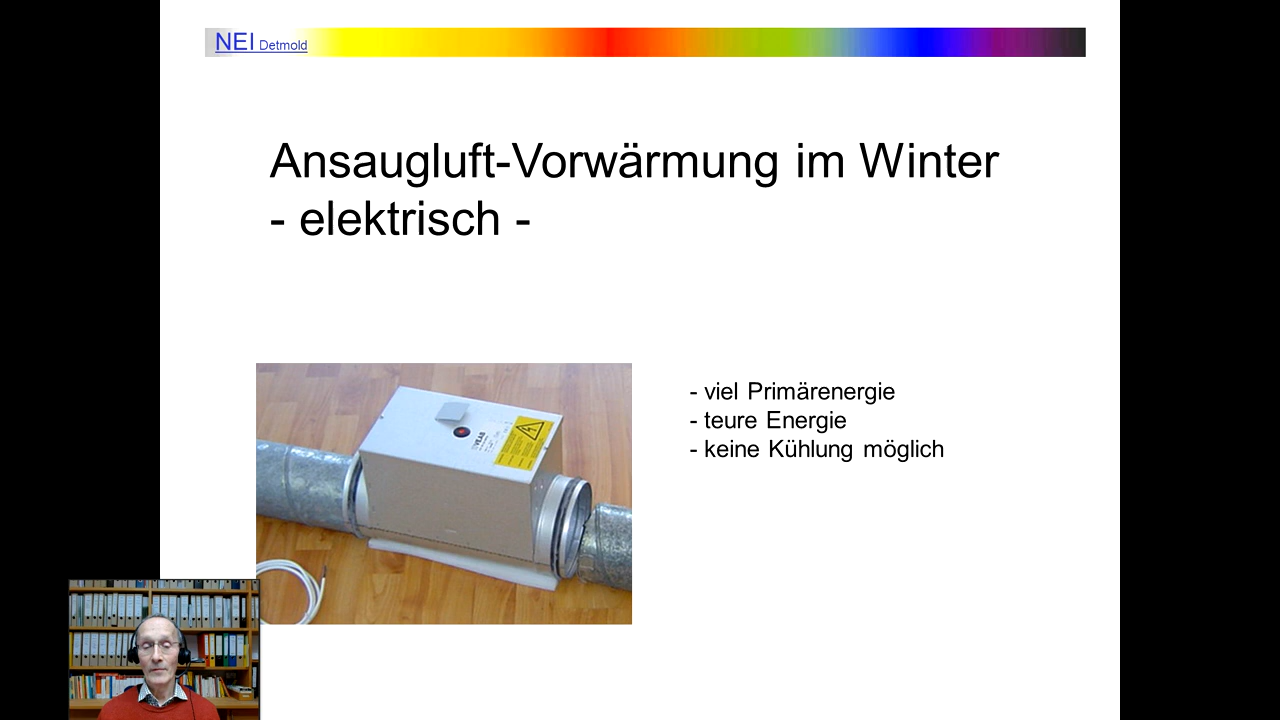 NEI Detmold
Ansaugluft-Vorwärmung im Winter
- elektrisch -
- viel Primärenergie
- teure Energie
- keine Kühlung möglich